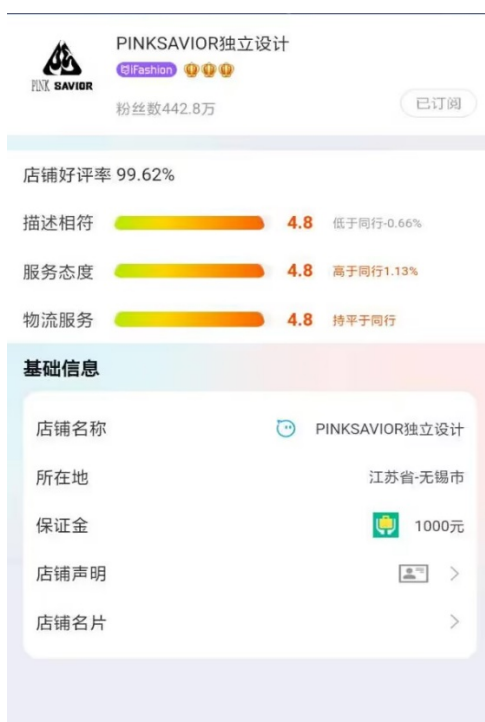 PINKSAVIOR独立设计
iFashion
PINK SAVIOR
粉丝数442.8万
已订阅
店铺好评率 99.62%
描述相符 4.8 低于同行-0.66%
服务态度 4.8 高于同行1.13%
物流服务 4.8 持平于同行
基础信息
店铺名称 PINKSAVIOR独立设计
所在地 江苏省-无锡市
保证金 1000元
店铺声明
店铺名片